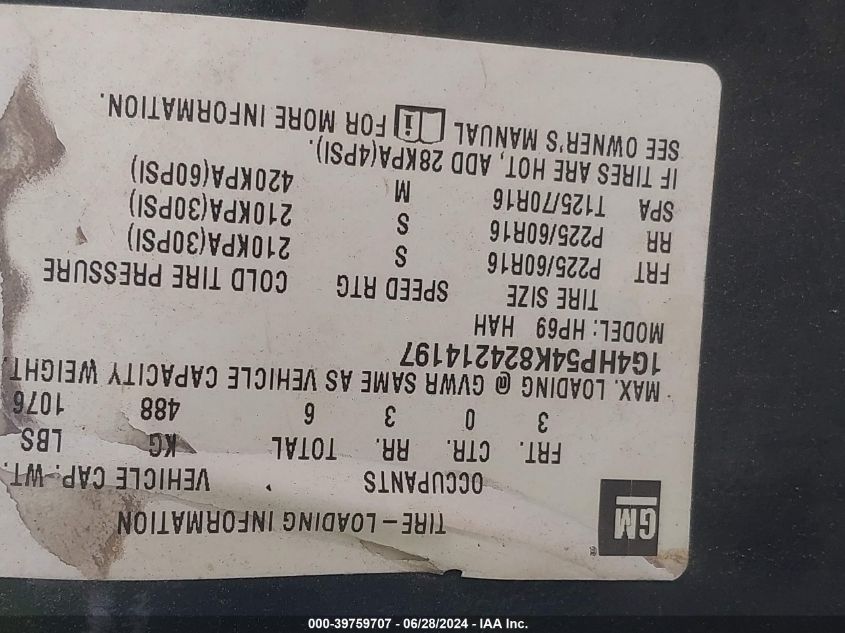 TIRE-LOADING INFORMATION
GM
OCCUPANTS VEHICLE CAP. WT.
FRT. CTR. RR. TOTAL KG LBS
3 0 3 6 488 1076
MAX. LOADING @ GVWR SAME AS VEHICLE CAPACITY WEIGHT.
1G4HP54K824214197
MODEL: HP69 HAH
TIRE SIZE SPEED RTG COLD TIRE PRESSURE
FRT P225/60R16 S 210KPA(30PSI)
RR P225/60R16 S 210KPA(30PSI)
SPA T125/70R16 M 420KPA(60PSI)
IF TIRES ARE HOT, ADD 28KPA(4PSI).
SEE OWNER'S MANUAL i FOR MORE INFORMATION.
000-39759707 - 06/28/2024 - IAA Inc.